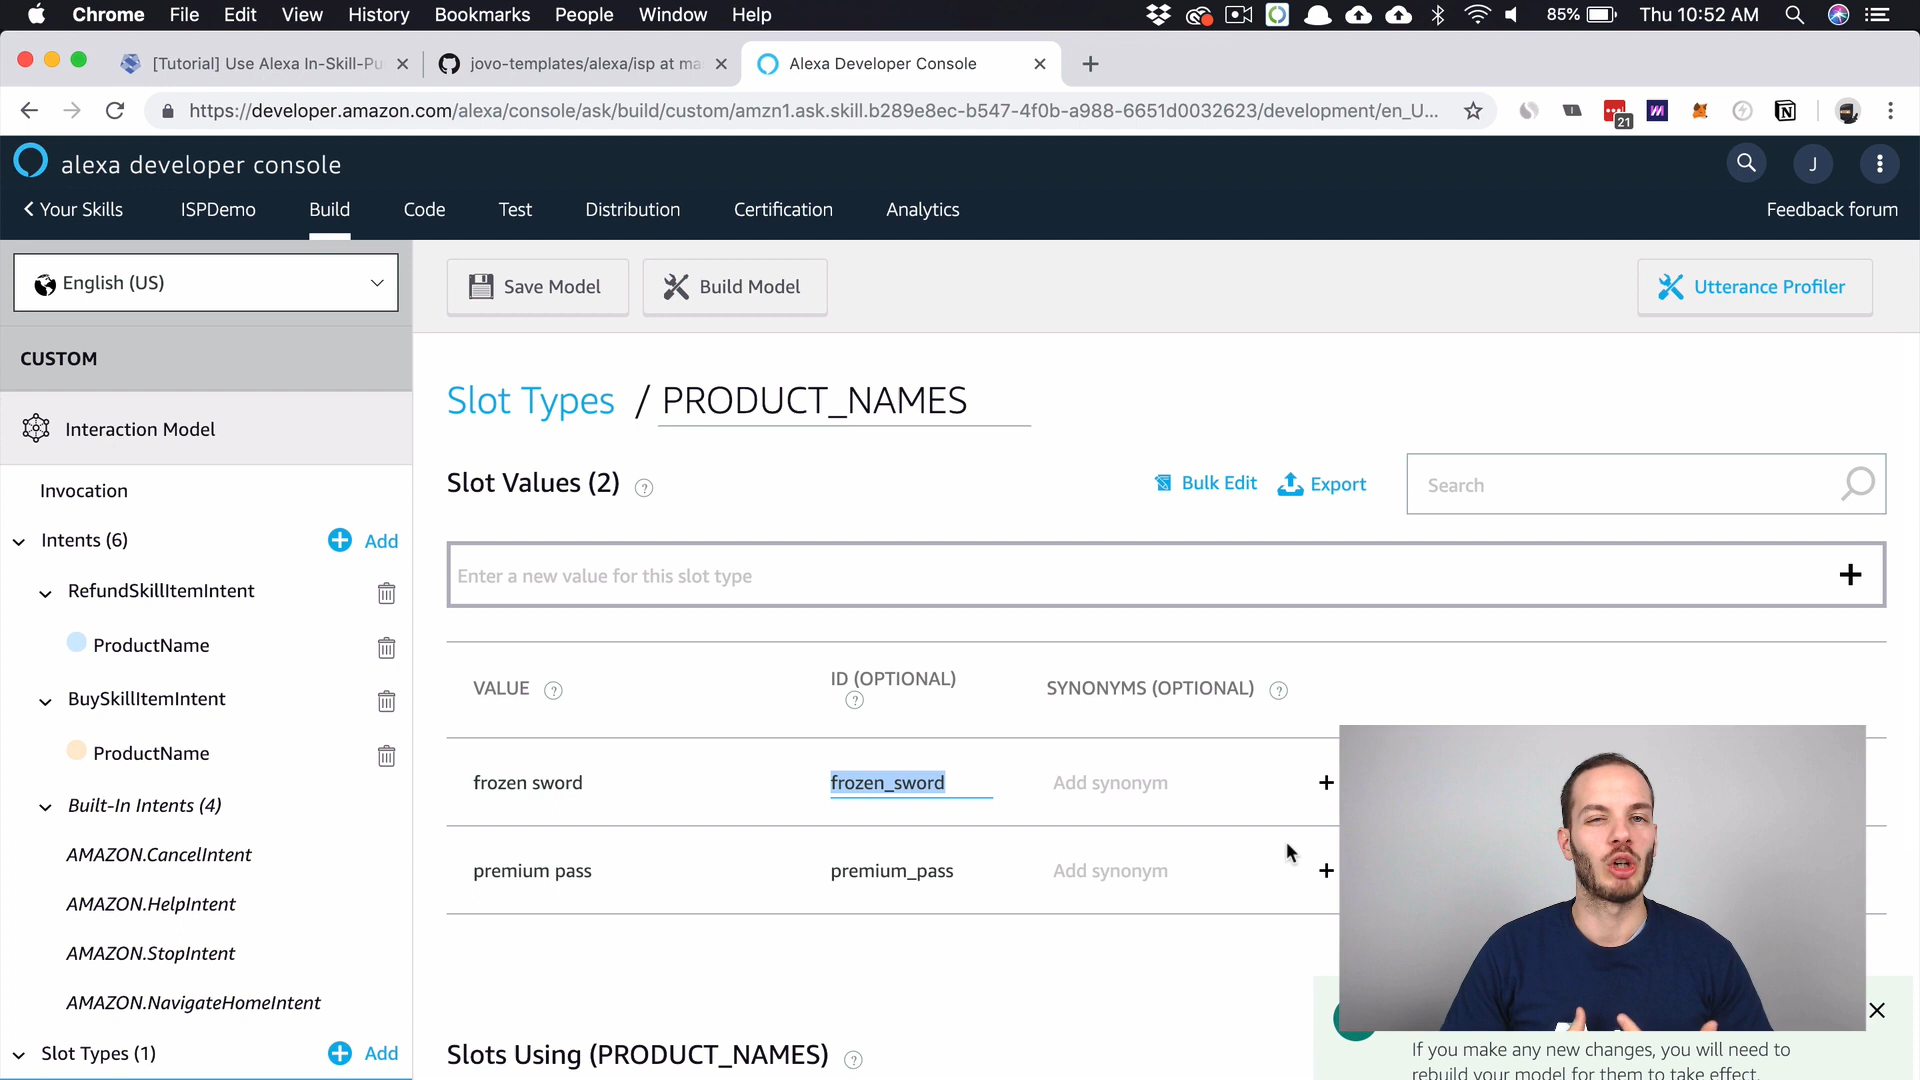 Chrome File Edit View History Bookmarks People Window Help
85% Thu 10:52 AM
[Tutorial] Use Alexa In-Skill-Pu
jovo-templates/alexa/isp at ma
Alexa Developer Console
https://developer.amazon.com/alexa/console/ask/build/custom/amzn1.ask.skill.b289e8ec-b547-4f0b-a988-6651d0032623/development/en_U...
21
alexa developer console
J
Your Skills ISPDemo Build Code Test Distribution Certification Analytics Feedback forum
English (US)
Save Model
Build Model
Utterance Profiler
CUSTOM
Interaction Model
Invocation
Intents (6) Add
RefundSkillItemIntent
ProductName
BuySkillItemIntent
ProductName
Built-In Intents (4)
AMAZON.CancelIntent
AMAZON.HelpIntent
AMAZON.StopIntent
AMAZON.NavigateHomeIntent
Slot Types (1) Add
Slot Types / PRODUCT_NAMES
Slot Values (2) ?
Bulk Edit
Export
Search
Enter a new value for this slot type
VALUE ? ID (OPTIONAL) ? SYNONYMS (OPTIONAL) ?
frozen sword frozen_sword Add synonym
premium pass premium_pass Add synonym
Slots Using (PRODUCT_NAMES) ?
If you make any new changes, you will need to
rebuild your model for them to take effect.